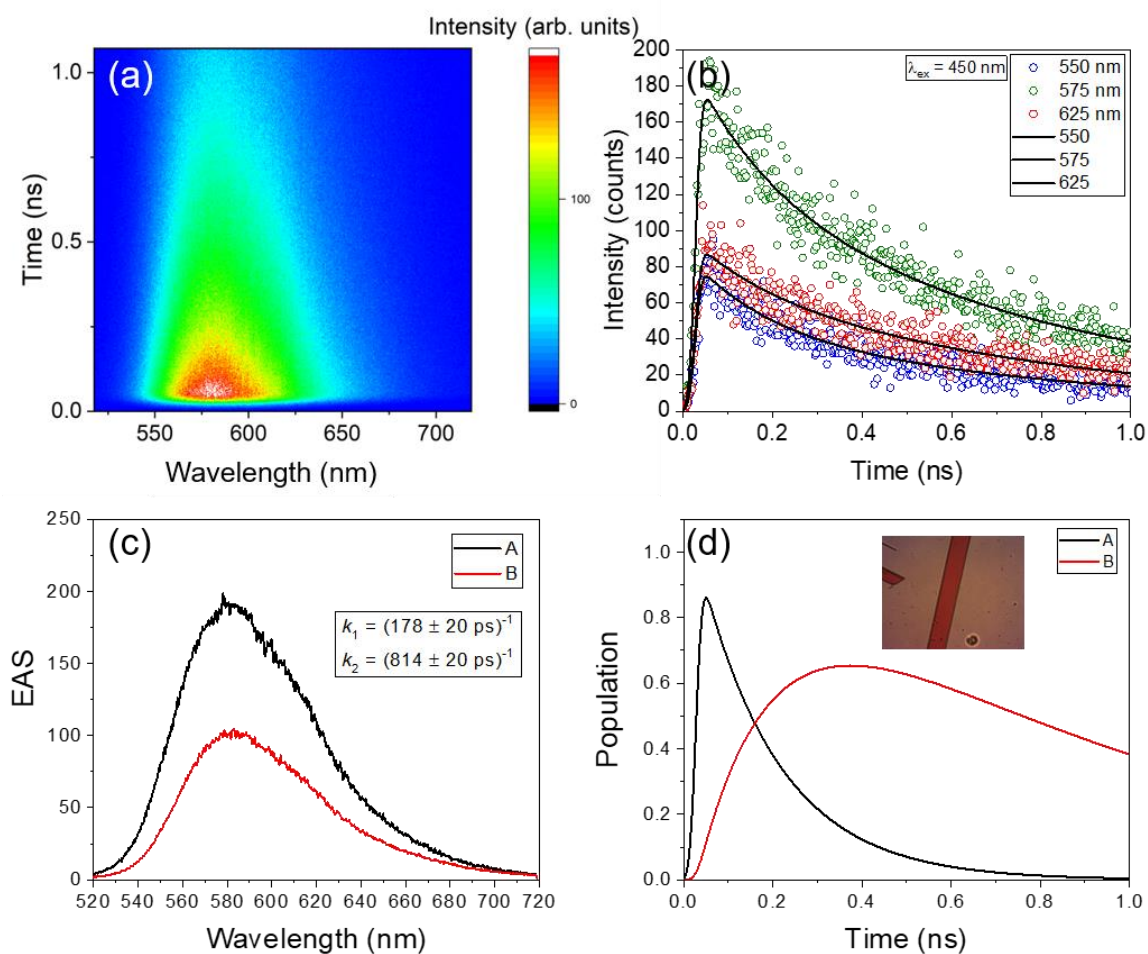 Intensity (arb. units)
(a)
1.0
0.5
0.0
Time (ns)
550
600
650
700
Wavelength (nm)
100
0
(b)
λex = 450 nm
550 nm
575 nm
625 nm
550
575
625
200
180
160
140
120
100
80
60
40
20
0
Intensity (counts)
0.0
0.2
0.4
0.6
0.8
1.0
Time (ns)
(c)
A
B
k1 = (178 ± 20 ps)-1
k2 = (814 ± 20 ps)-1
250
200
150
100
50
0
EAS
520
540
560
580
600
620
640
660
680
700
720
Wavelength (nm)
(d)
A
B
1.0
0.8
0.6
0.4
0.2
0.0
Population
0.0
0.2
0.4
0.6
0.8
1.0
Time (ns)